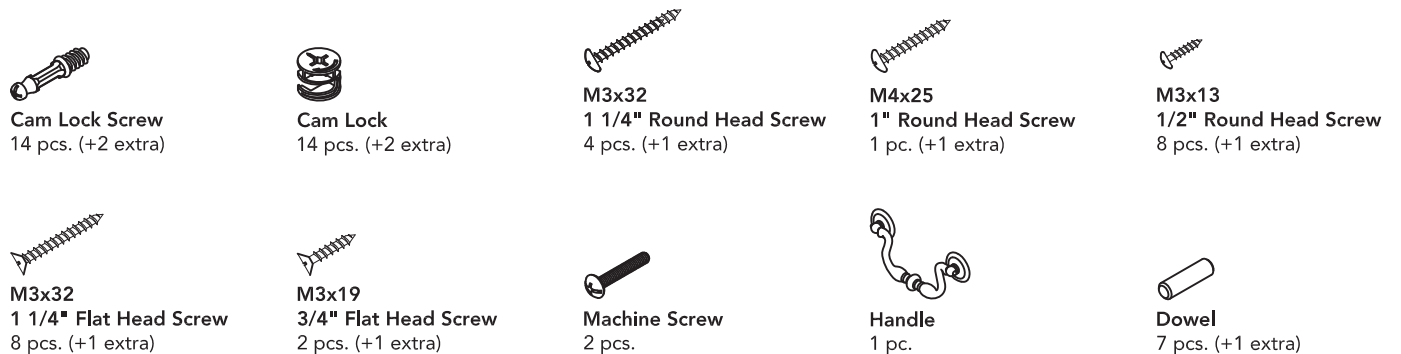 Cam Lock Screw
14 pcs. (+2 extra)
Cam Lock
14 pcs. (+2 extra)
M3x32
1 1/4" Round Head Screw
4 pcs. (+1 extra)
M4x25
1" Round Head Screw
1 pc. (+1 extra)
M3x13
1/2" Round Head Screw
8 pcs. (+1 extra)
M3x32
1 1/4" Flat Head Screw
8 pcs. (+1 extra)
M3x19
3/4" Flat Head Screw
2 pcs. (+1 extra)
Machine Screw
2 pcs.
Handle
1 pc.
Dowel
7 pcs. (+1 extra)